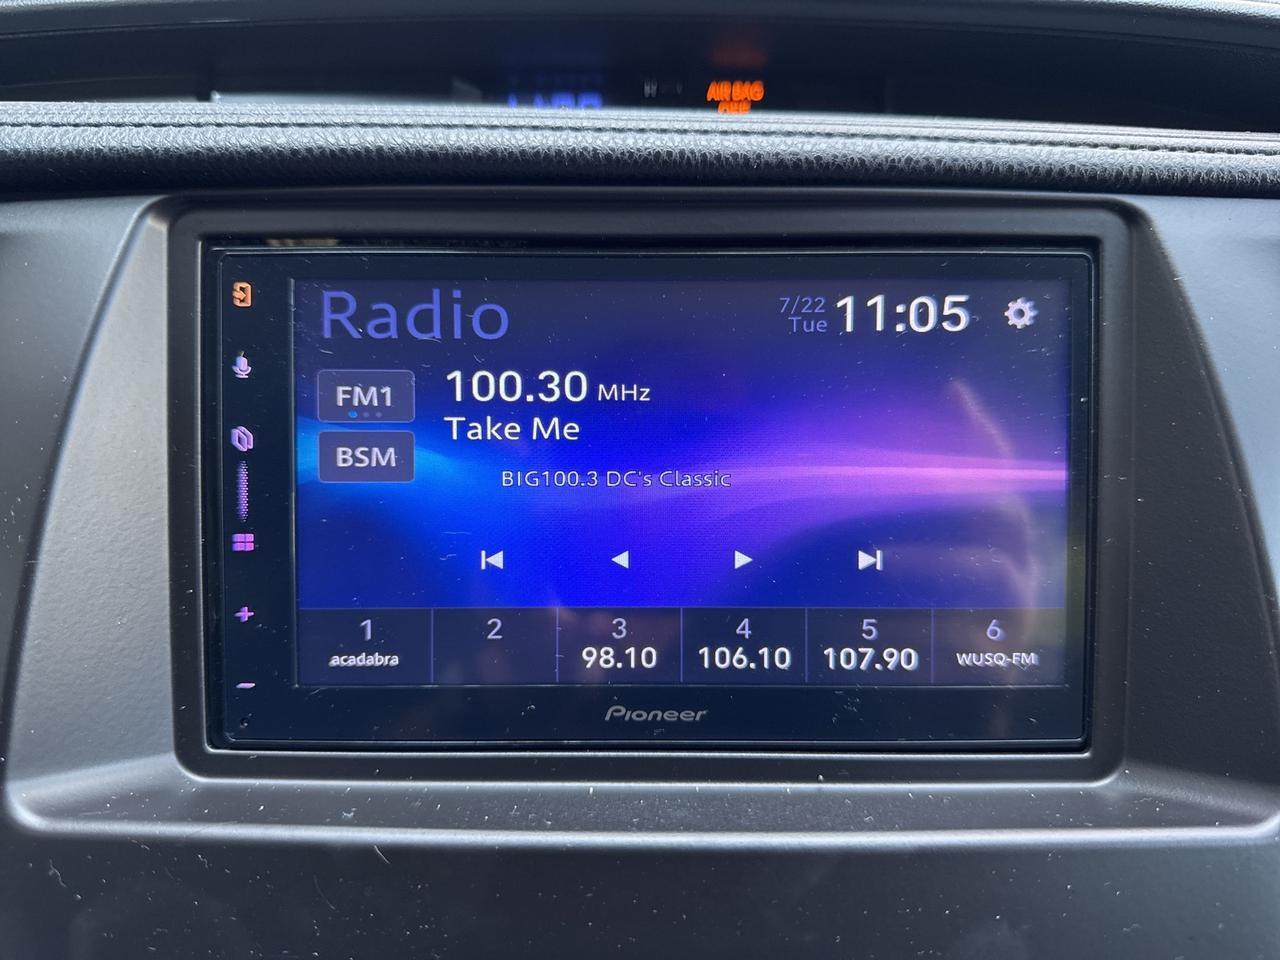 AIR BAG
OFF
Radio
7/22
Tue
11:05
FM1
100.30 MHz
Take Me
BSM
BIG100.3 DC's Classic
1
acadabra
2
3
98.10
4
106.10
5
107.90
6
WUSQ-FM
Pioneer